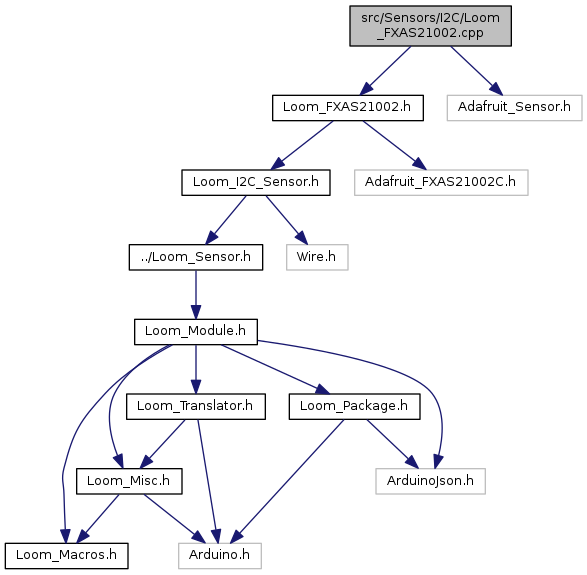 src/Sensors/I2C/Loom
_FXAS21002.cpp
Loom_FXAS21002.h
Adafruit_Sensor.h
Loom_I2C_Sensor.h
Adafruit_FXAS21002C.h
../Loom_Sensor.h
Wire.h
Loom_Module.h
Loom_Translator.h
Loom_Package.h
Loom_Misc.h
ArduinoJson.h
Loom_Macros.h
Arduino.h